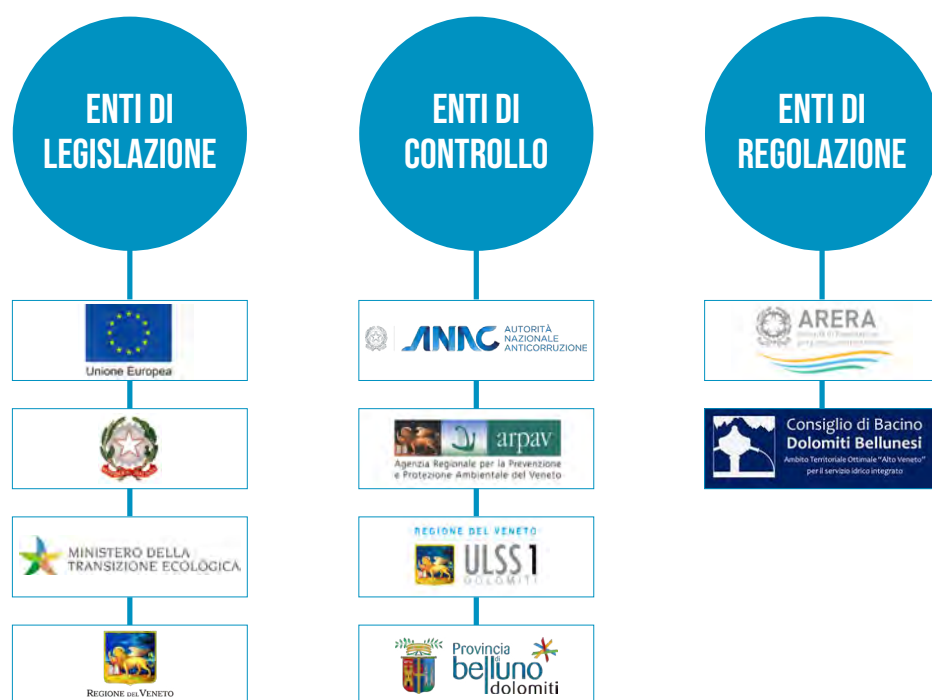 ENTI DI
LEGISLAZIONE
Unione Europea
MINISTERO DELLA
TRANSIZIONE ECOLOGICA
REGIONE DEL VENETO
ENTI DI
CONTROLLO
ANAC
AUTORITÀ
NAZIONALE
ANTICORRUZIONE
arpav
Agenzia Regionale per la Prevenzione
e Protezione Ambientale del Veneto
REGIONE DEL VENETO
ULSS1
DOLOMITI
Provincia
di
belluno
dolomiti
ENTI DI
REGOLAZIONE
ARERA
Consiglio di Bacino
Dolomiti Bellunesi
Ambito Territoriale Ottimale "Alto Veneto"
per il servizio idrico integrato